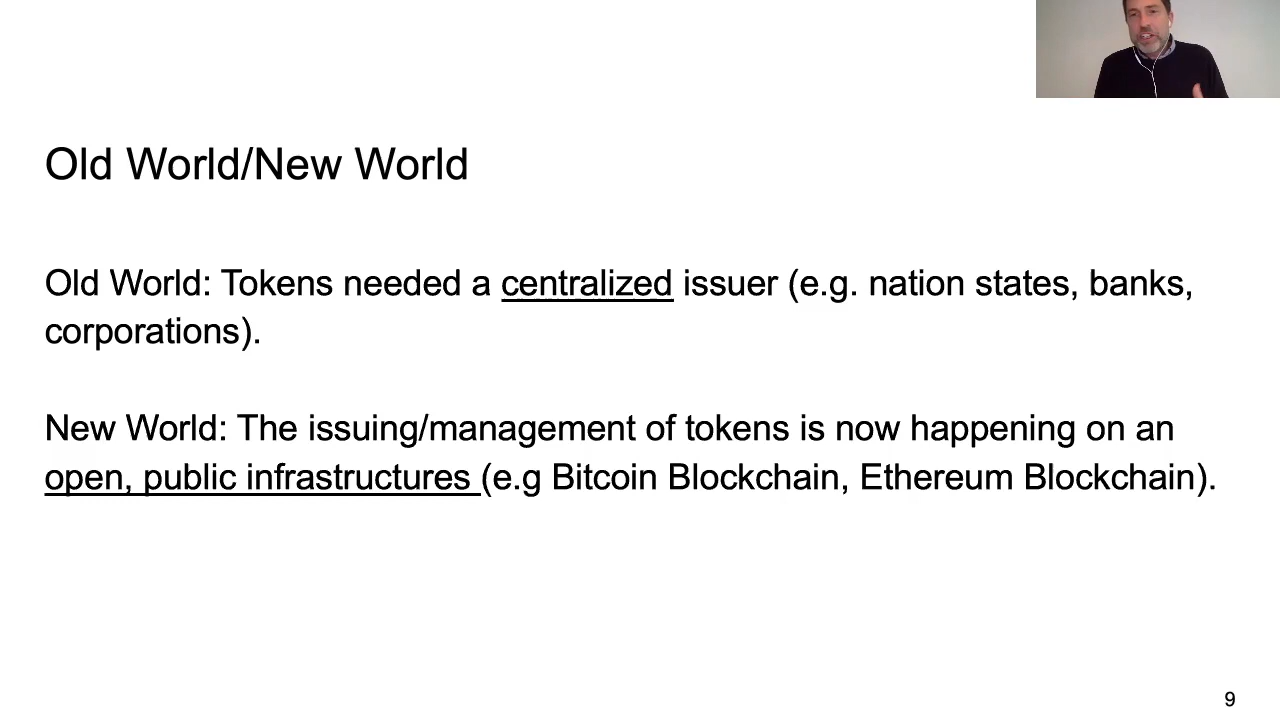 Old World/New World
Old World: Tokens needed a centralized issuer (e.g. nation states, banks,
corporations).
New World: The issuing/management of tokens is now happening on an
open, public infrastructures (e.g Bitcoin Blockchain, Ethereum Blockchain).
9